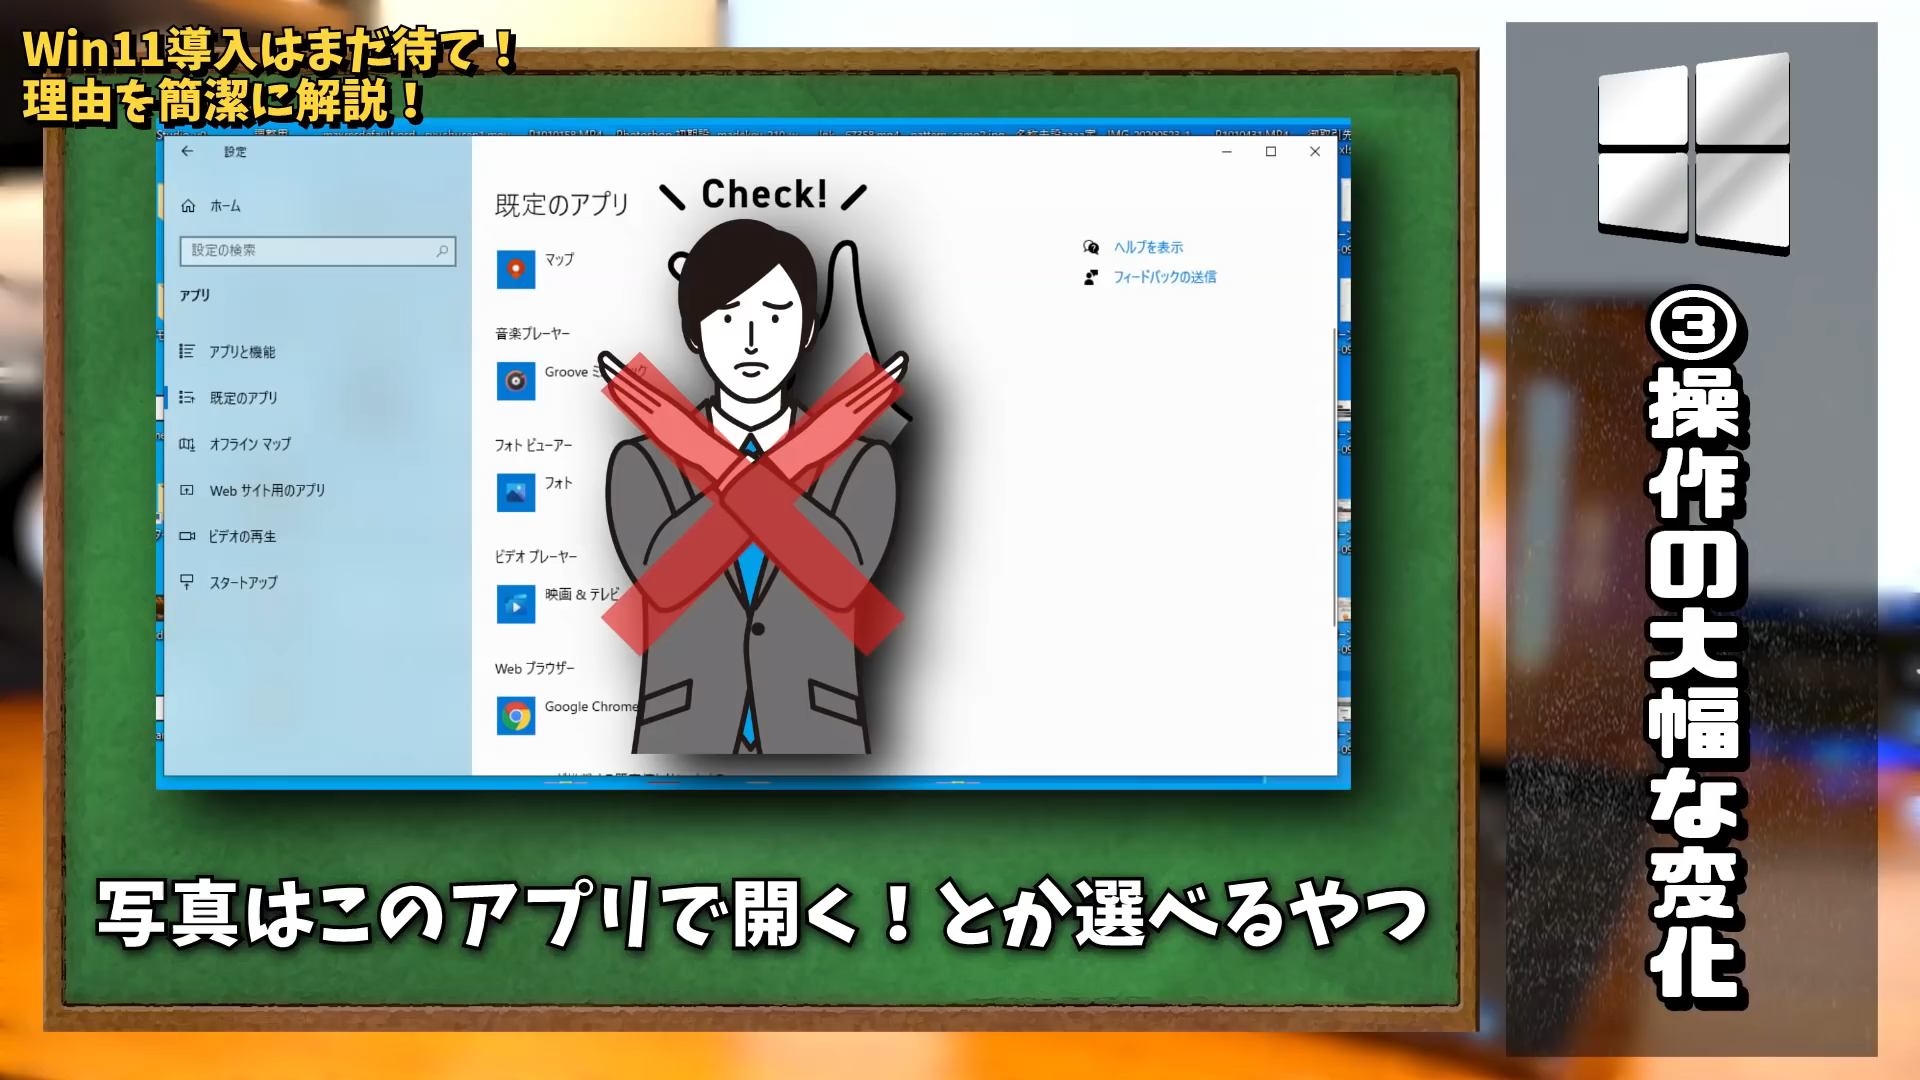 Win11導入はまだ待て！
理由を簡潔に解説！
設定
ホーム
設定の検索
アプリ
アプリと機能
既定のアプリ
オフライン マップ
Web サイト用のアプリ
ビデオの再生
スタートアップ
既定のアプリ
Check!
マップ
音楽プレーヤー
Groove ミ
フォト ビューアー
フォト
ビデオ プレーヤー
映画 & テレビ
Web ブラウザー
Google Chrome
ヘルプを表示
フィードバックの送信
写真はこのアプリで開く！とか選べるやつ
③操作の大幅な変化